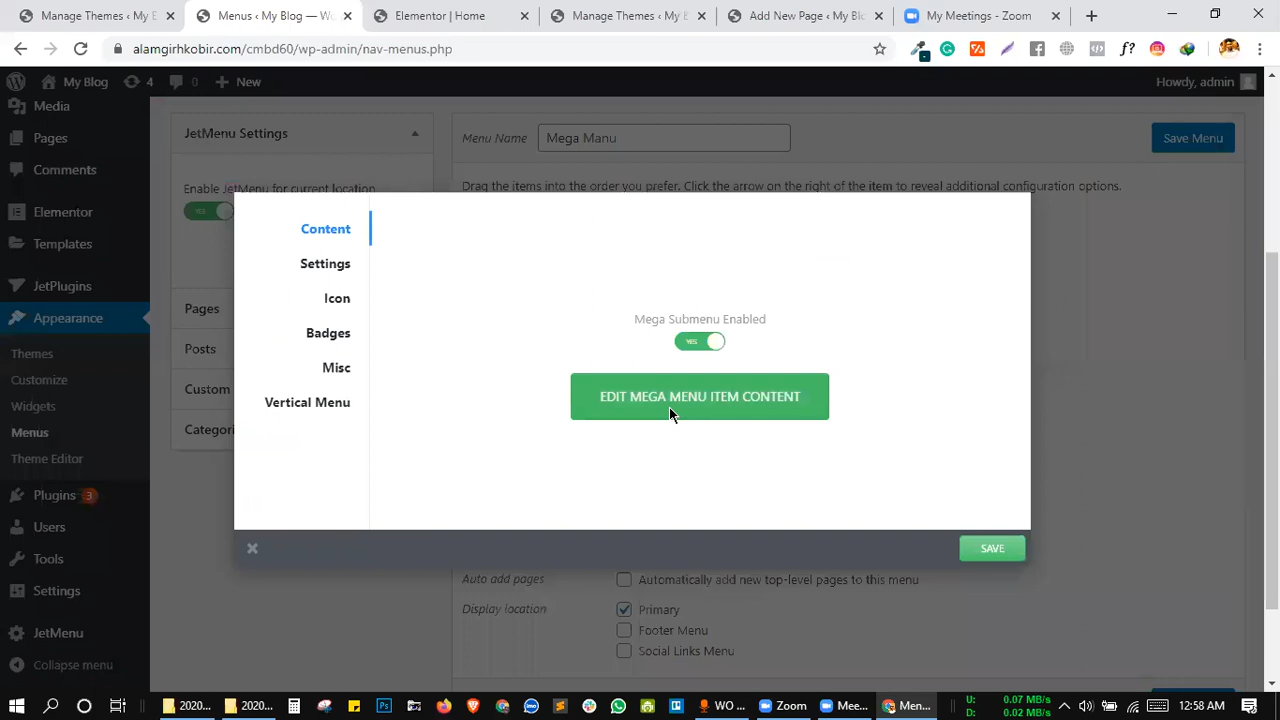 Manage Themes ‹ My E
Menus ‹ My Blog — Wo
Elementor | Home
Manage Themes ‹ My E
Add New Page ‹ My Blo
My Meetings - Zoom
alamgirhkobir.com/cmbd60/wp-admin/nav-menus.php
My Blog
4
0
New
Howdy, admin
Media
Pages
Comments
Elementor
Templates
JetPlugins
Appearance
Themes
Customize
Widgets
Menus
Theme Editor
Plugins 3
Users
Tools
Settings
JetMenu
Collapse menu
JetMenu Settings
Enable JetMenu for current location
YES
Pages
Posts
Custom
Categori
Menu Name
Mega Manu
Save Menu
Drag the items into the order you prefer. Click the arrow on the right of the item to reveal additional configuration options.
Content
Settings
Icon
Badges
Misc
Vertical Menu
Mega Submenu Enabled
YES
EDIT MEGA MENU ITEM CONTENT
SAVE
Auto add pages
Automatically add new top-level pages to this menu
Display location
Primary
Footer Menu
Social Links Menu
2020...
2020...
WO ...
Zoom
Mee...
Men...
U: 0.07 MB/s
D: 0.02 MB/s
12:58 AM